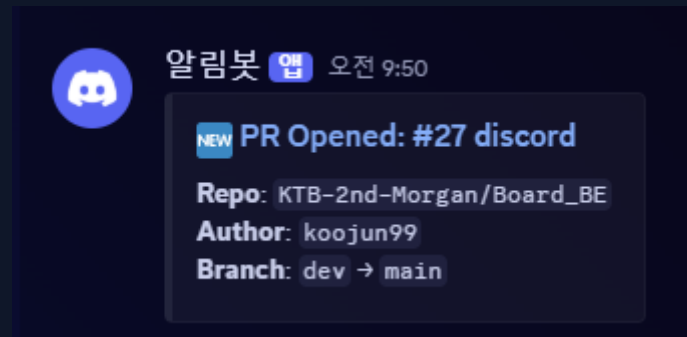 알림봇 앱 오전 9:50
NEW PR Opened: #27 discord
Repo: KTB-2nd-Morgan/Board_BE
Author: koojun99
Branch: dev → main